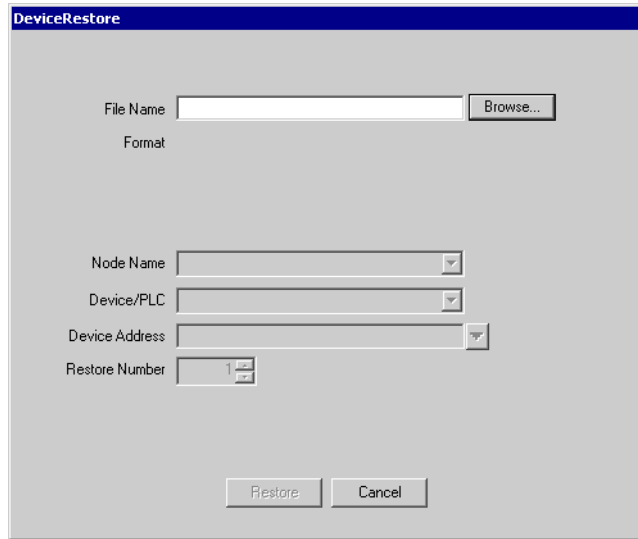 DeviceRestore
File Name
Browse...
Format
Node Name
Device/PLC
Device Address
Restore Number 1
Restore Cancel